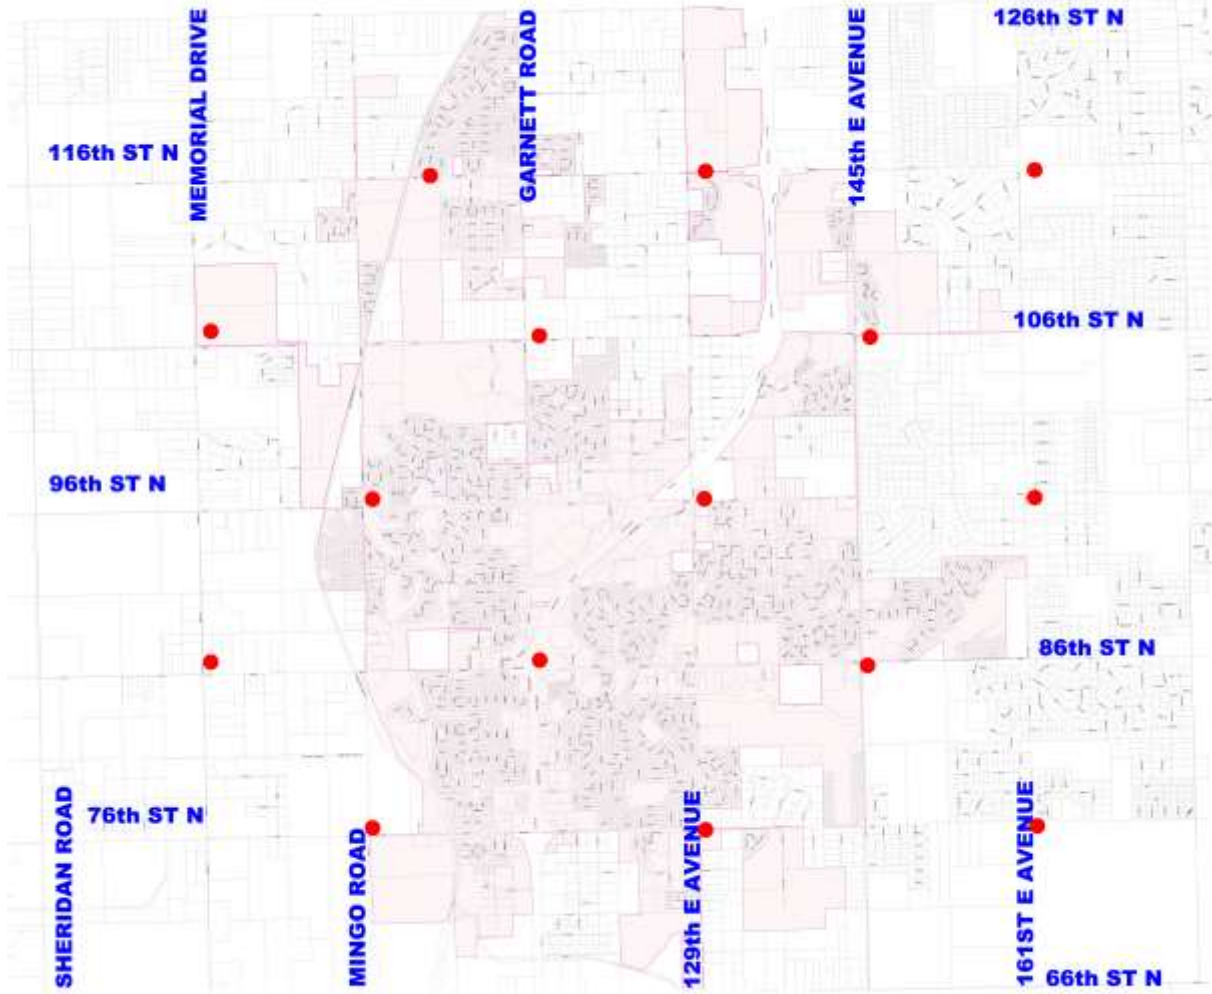 126th ST N
MEMORIAL DRIVE
GARNETT ROAD
145th E AVENUE
116th ST N
106th ST N
96th ST N
86th ST N
76th ST N
SHERIDAN ROAD
MINGO ROAD
129th E AVENUE
161ST E AVENUE
66th ST N